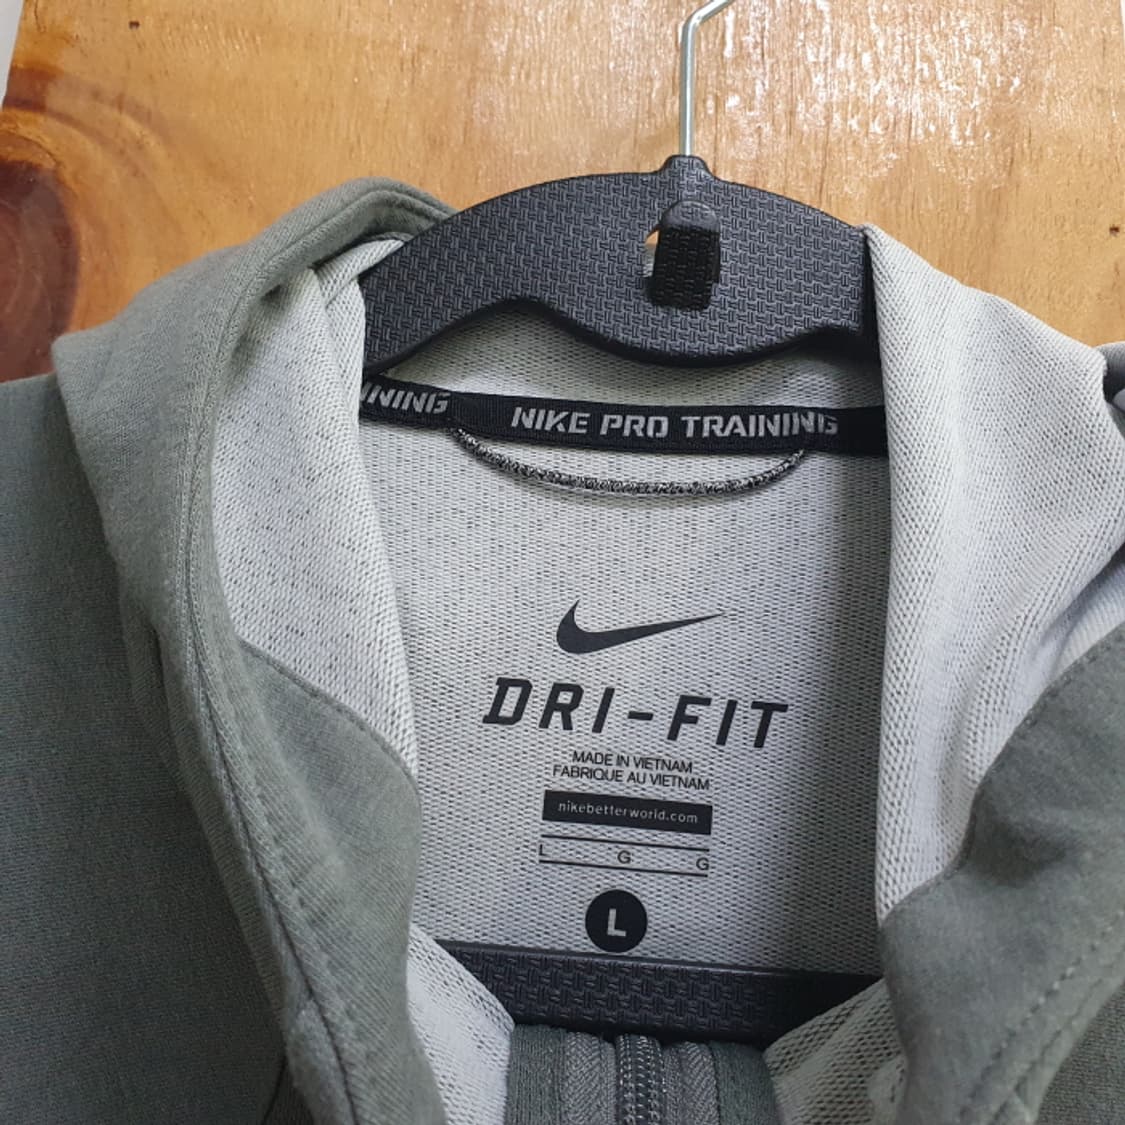 INING
NIKE PRO TRAINING
DRI-FIT
MADE IN VIETNAM
FABRIQUE AU VIETNAM
nikebetterworld.com
L G G
L